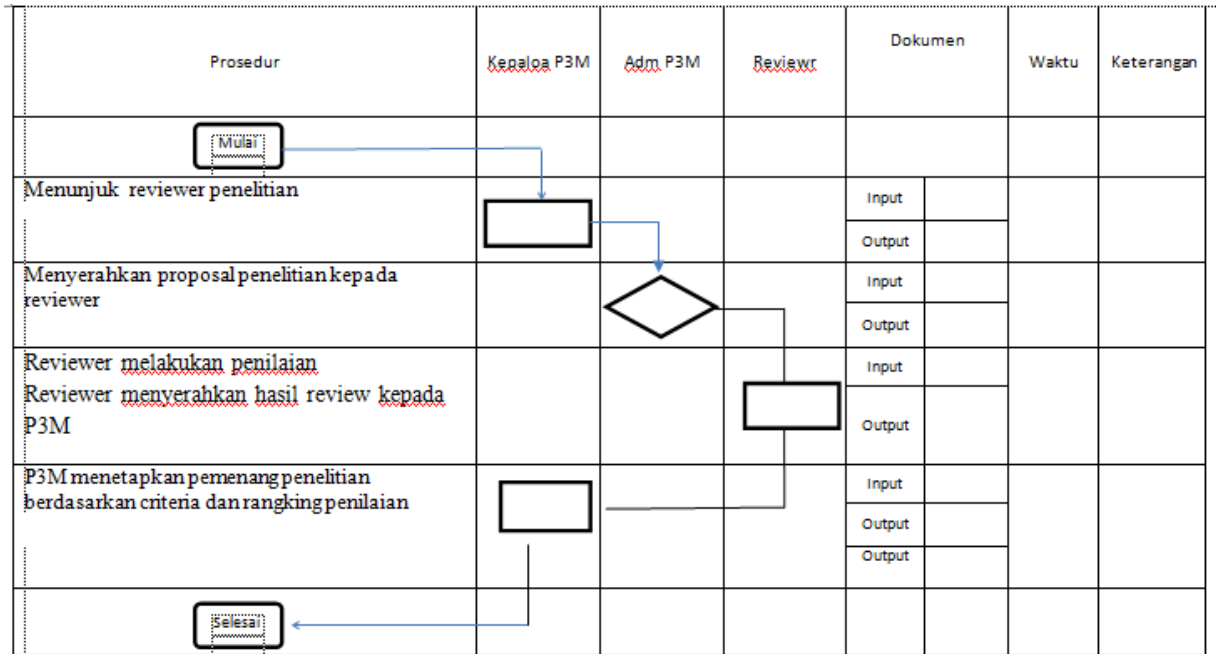 Dokumen
Prosedur
Kepaloa P3M
Adm P3M
Reviewr
Waktu
Keterangan
Mulai
Menunjuk reviewer penelitian
Input
Output
Menyerahkan proposal penelitian kepada
reviewer
Input
Output
Reviewer melakukan penilaian
Reviewer menyerahkan hasil review kepada
P3M
Input
Output
P3M menetapkan pemenang penelitian
berdasarkan criteria dan rangking penilaian
Input
Output
Output
Selesai